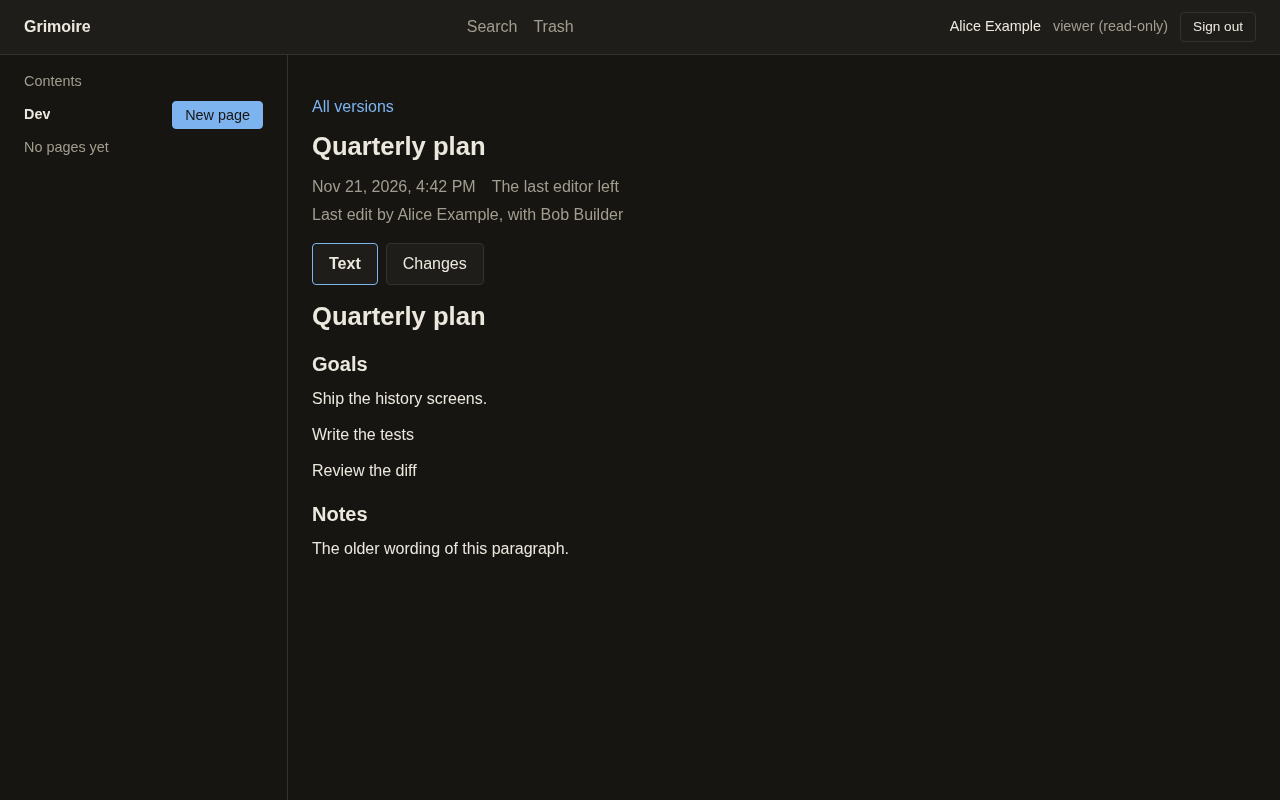 Grimoire
Search Trash
Alice Example viewer (read-only) Sign out
Contents
Dev New page
No pages yet
All versions
Quarterly plan
Nov 21, 2026, 4:42 PM The last editor left
Last edit by Alice Example, with Bob Builder
Text Changes
Quarterly plan
Goals
Ship the history screens.
Write the tests
Review the diff
Notes
The older wording of this paragraph.